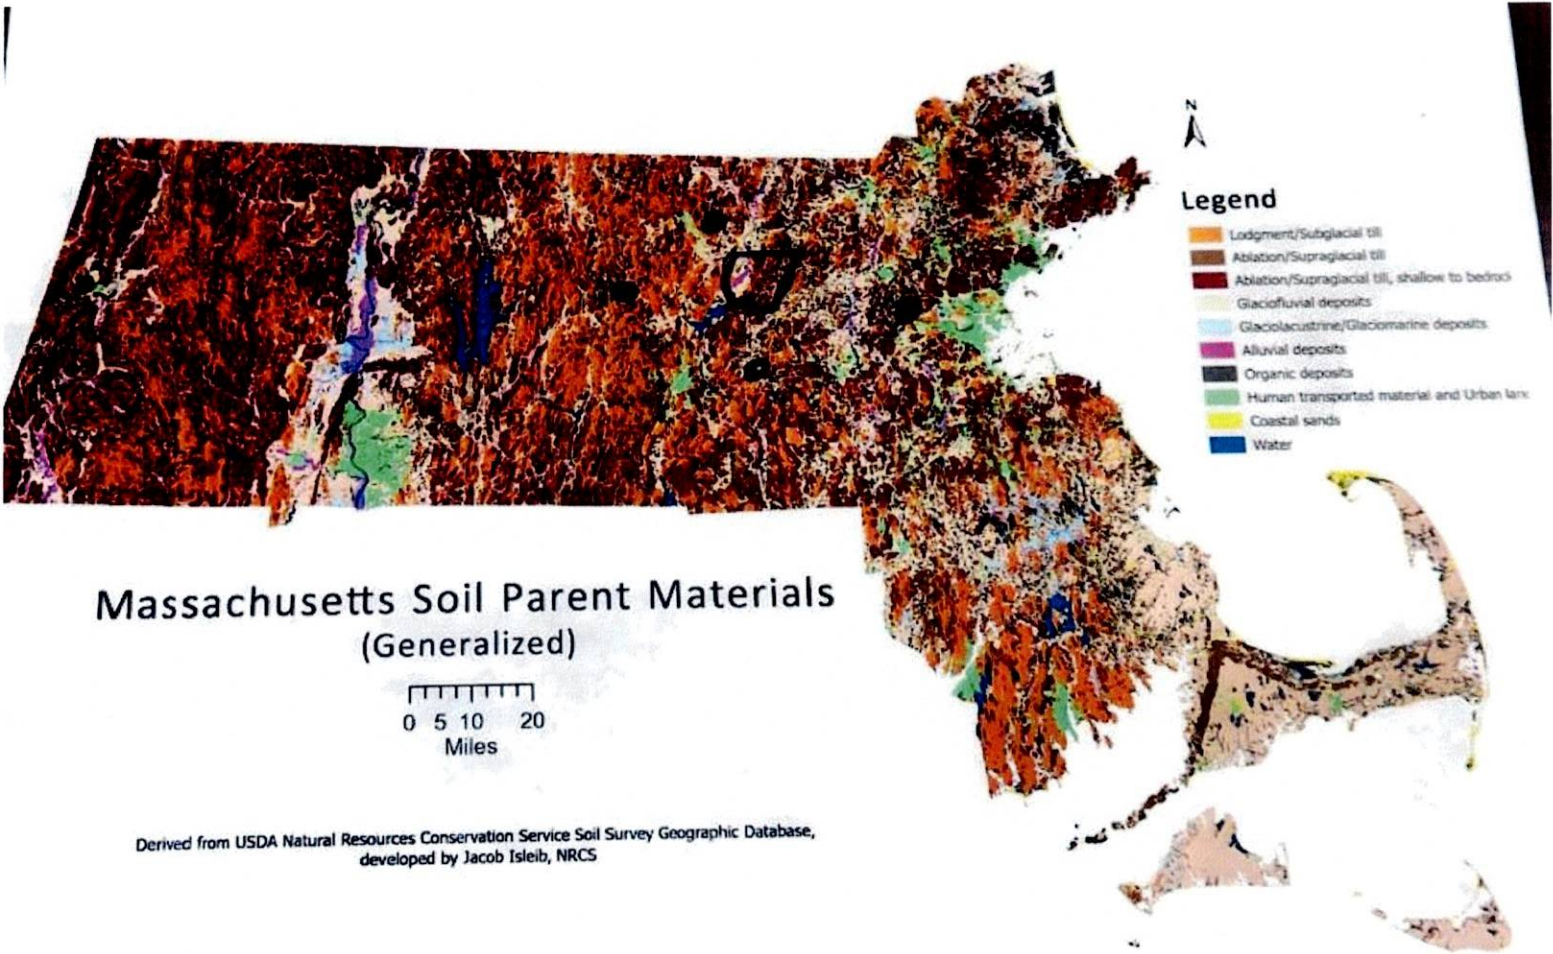 N
Legend
Lodgment/Subglacial till
Ablation/Supraglacial till
Ablation/Supraglacial till, shallow to bedroc
Glaciofluvial deposits
Glaciolacustrine/Glaciomarine deposits
Alluvial deposits
Organic deposits
Human transported material and Urban lan
Coastal sands
Water
Massachusetts Soil Parent Materials
(Generalized)
0 5 10 20
Miles
Derived from USDA Natural Resources Conservation Service Soil Survey Geographic Database,
developed by Jacob Isleib, NRCS